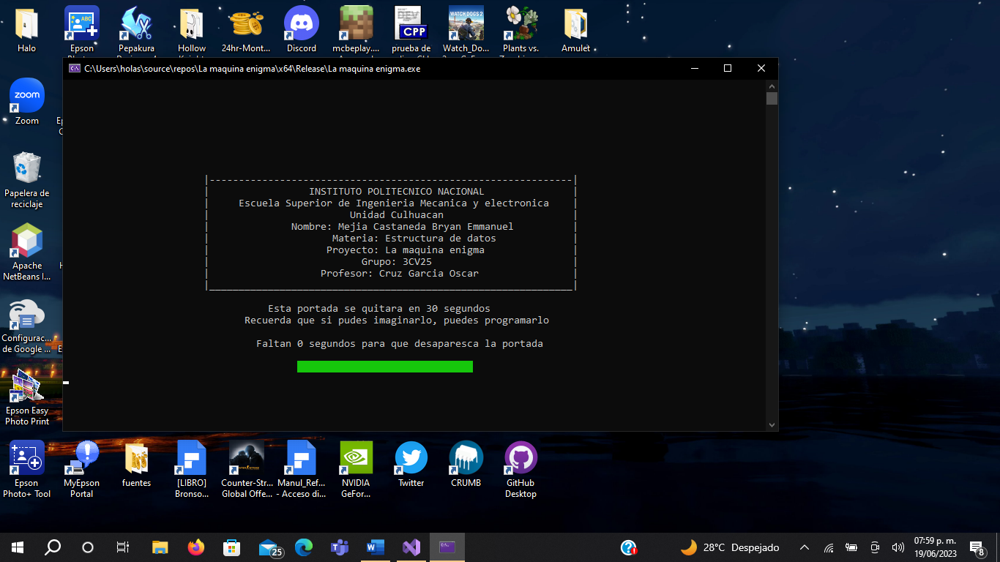 Halo
Epson
Pepakura
Hollow
24hr-Mont...
Discord
mcbeplay....
CPP
prueba de
WATCH DOGS 2
Watch_Do...
Plants vs.
Amulet
C:\Users\holas\source\repos\La maquina enigma\x64\Release\La maquina enigma.exe
zoom
Zoom
Papelera de
reciclaje
Apache
NetBeans I...
Configurac...
de Google ...
Epson Easy
Photo Print
|--------------------------------------------------------------|
INSTITUTO POLITECNICO NACIONAL
Escuela Superior de Ingenieria Mecanica y electronica
Unidad Culhuacan
Nombre: Mejia Castaneda Bryan Emmanuel
Materia: Estructura de datos
Proyecto: La maquina enigma
Grupo: 3CV25
Profesor: Cruz Garcia Oscar
|______________________________________________________________|
Esta portada se quitara en 30 segundos
Recuerda que si pudes imaginarlo, puedes programarlo
Faltan 0 segundos para que desaparesca la portada
Epson
Photo+ Tool
MyEpson
Portal
fuentes
[LIBRO]
Bronso...
Counter-Str...
Global Offe...
Manul_Ref...
- Acceso di...
NVIDIA
GeFor...
Twitter
CRUMB
GitHub
Desktop
25
28°C Despejado
07:59 p. m.
19/06/2023
8